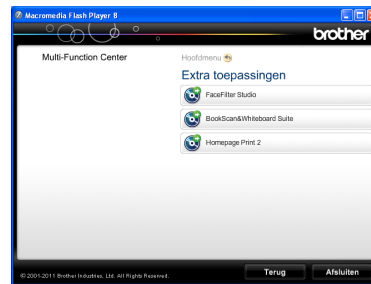 Macromedia Flash Player 8
brother
Multi-Function Center
Hoofdmenu
Extra toepassingen
FaceFilter Studio
BookScan&Whiteboard Suite
Homepage Print 2
© 2001-2011 Brother Industries, Ltd. All Rights Reserved.
Terug
Afsluiten